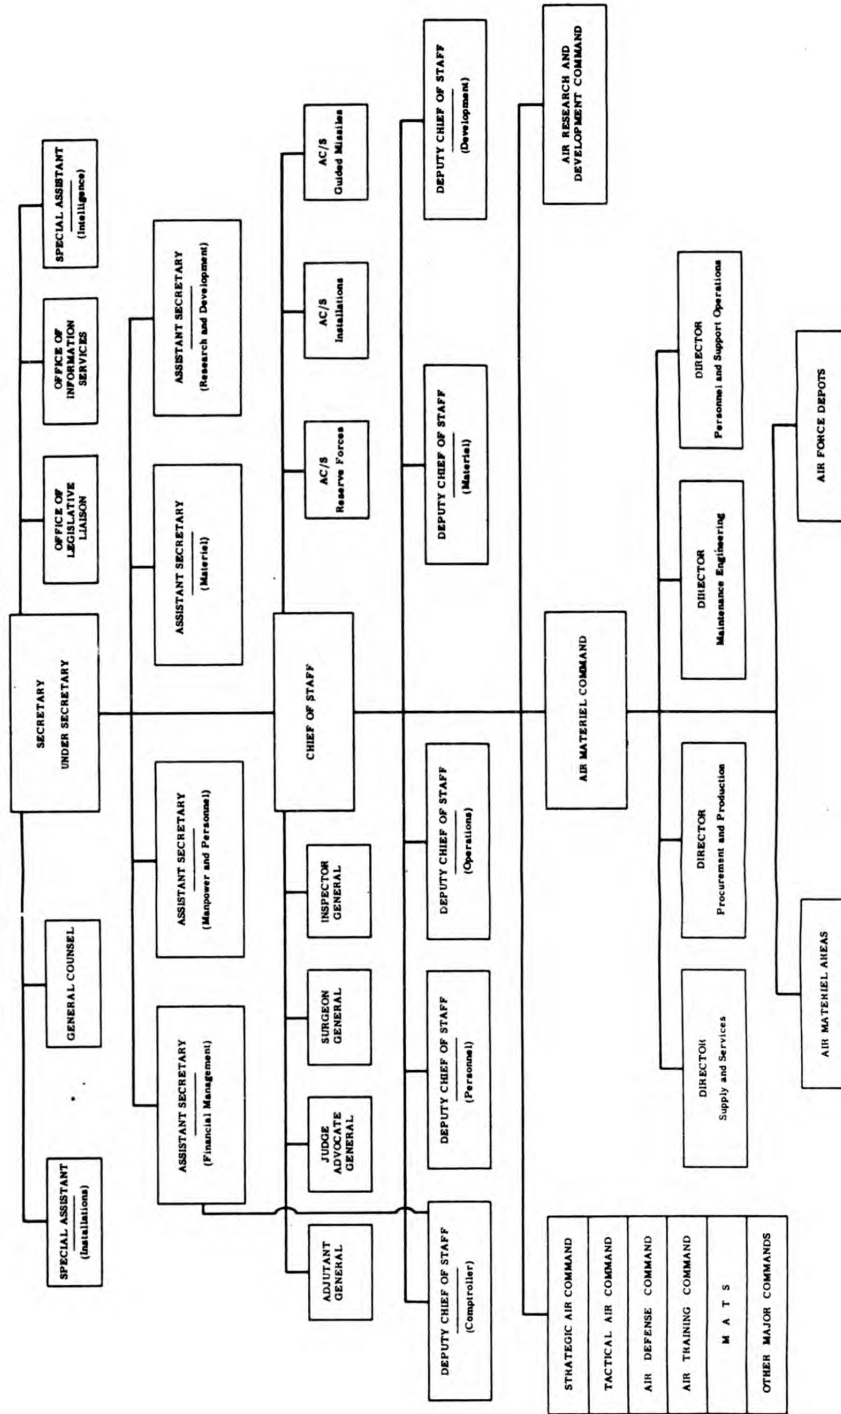 SECRETARY
UNDER SECRETARY
SPECIAL ASSISTANT
(Installations)
GENERAL COUNSEL
OFFICE OF
LEGISLATIVE
LIAISON
OFFICE OF
INFORMATION
SERVICES
SPECIAL ASSISTANT
(Intelligence)
ASSISTANT SECRETARY
(Financial Management)
ASSISTANT SECRETARY
(Manpower and Personnel)
ASSISTANT SECRETARY
(Materiel)
ASSISTANT SECRETARY
(Research and Development)
CHIEF OF STAFF
ADJUTANT
GENERAL
JUDGE
ADVOCATE
GENERAL
SURGEON
GENERAL
INSPECTOR
GENERAL
AC/S
Reserve Forces
AC/S
Installations
AC/S
Guided Missiles
DEPUTY CHIEF OF STAFF
(Comptroller)
DEPUTY CHIEF OF STAFF
(Personnel)
DEPUTY CHIEF OF STAFF
(Operations)
DEPUTY CHIEF OF STAFF
(Materiel)
DEPUTY CHIEF OF STAFF
(Development)
STRATEGIC AIR COMMAND
TACTICAL AIR COMMAND
AIR DEFENSE COMMAND
AIR TRAINING COMMAND
M A T S
OTHER MAJOR COMMANDS
AIR MATERIEL COMMAND
AIR RESEARCH AND
DEVELOPMENT COMMAND
DIRECTOR
Supply and Services
DIRECTOR
Procurement and Production
DIRECTOR
Maintenance Engineering
DIRECTOR
Personnel and Support Operations
AIR MATERIEL AREAS
AIR FORCE DEPOTS